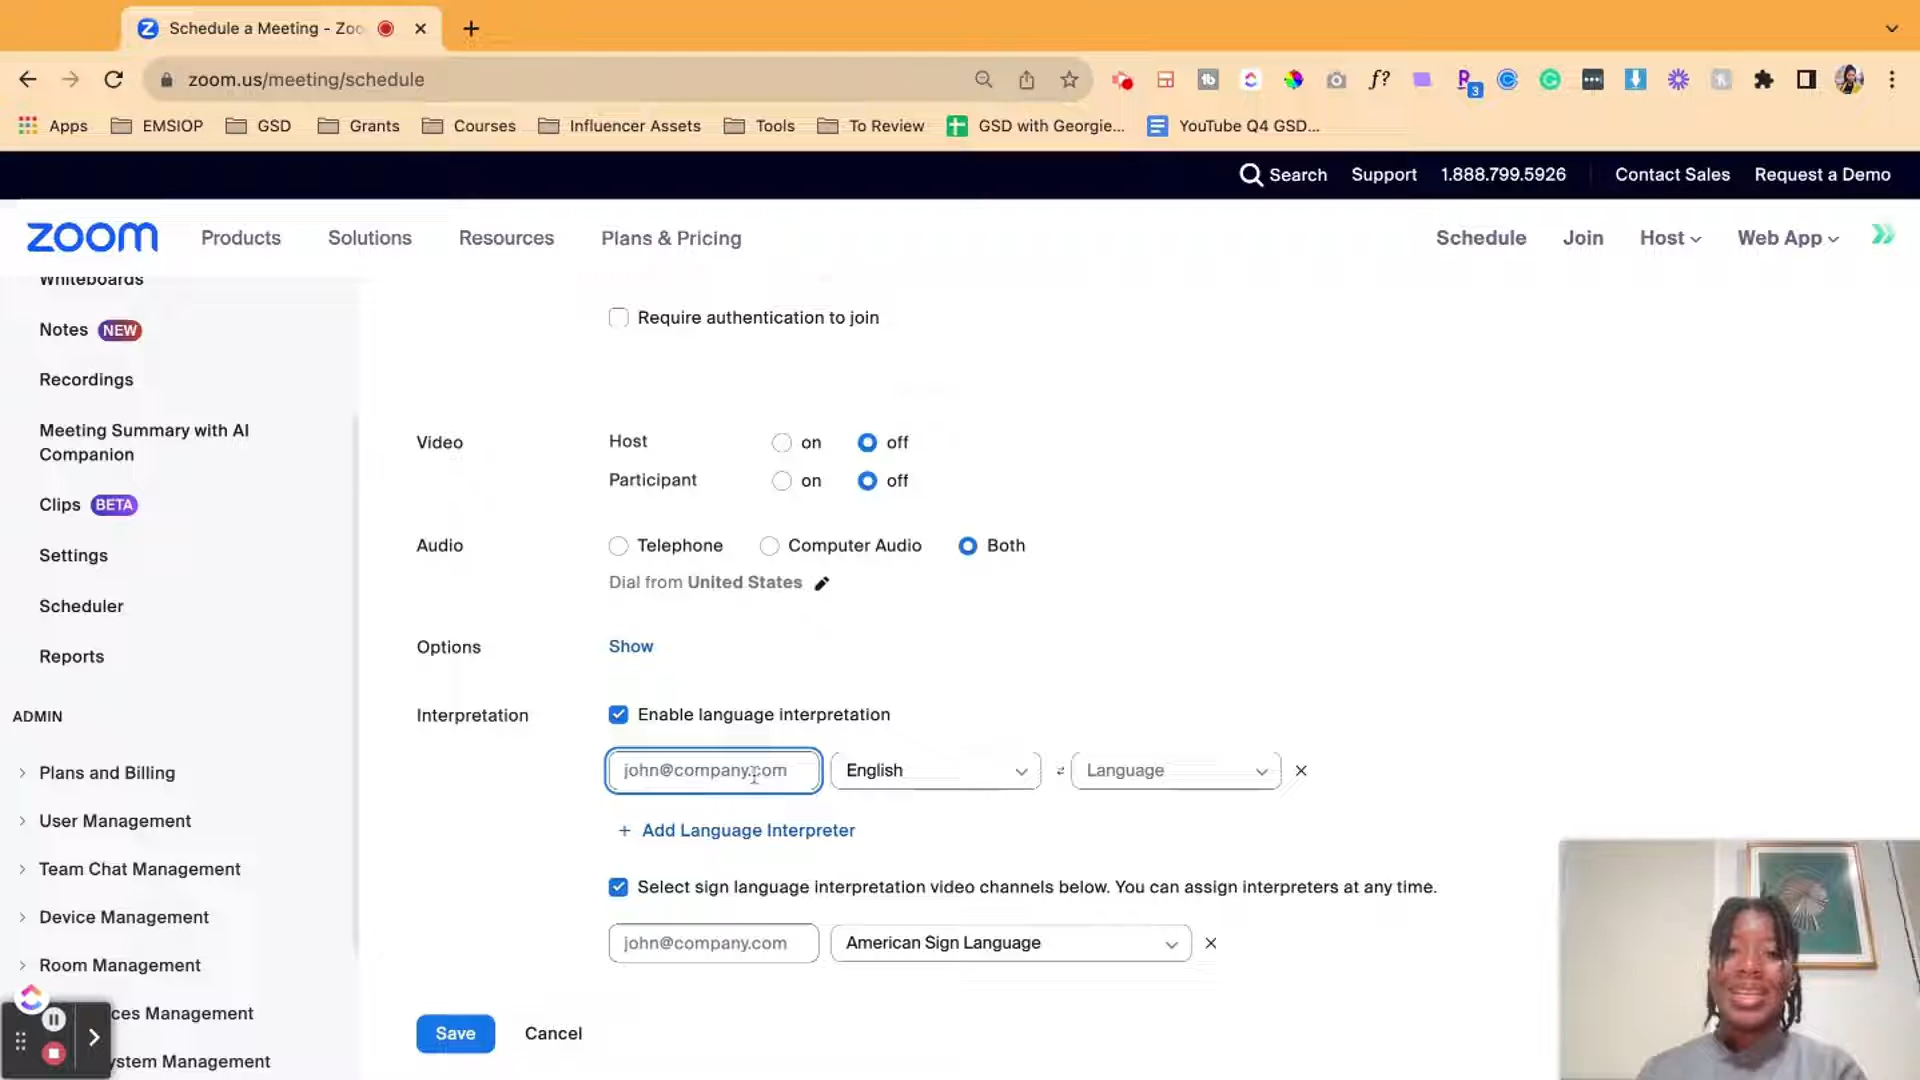 Schedule a Meeting - Zoo
zoom.us/meeting/schedule
f?
3
Apps
EMSIOP
GSD
Grants
Courses
Influencer Assets
Tools
To Review
GSD with Georgie...
YouTube Q4 GSD...
Search
Support
1.888.799.5926
Contact Sales
Request a Demo
zoom
Products
Solutions
Resources
Plans & Pricing
Schedule
Join
Host
Web App
Whiteboards
Notes NEW
Recordings
Meeting Summary with AI
Companion
Clips BETA
Settings
Scheduler
Reports
ADMIN
Plans and Billing
User Management
Team Chat Management
Device Management
Room Management
ces Management
ystem Management
Require authentication to join
Video
Host
on
off
Participant
on
off
Audio
Telephone
Computer Audio
Both
Dial from United States
Options
Show
Interpretation
Enable language interpretation
john@company.com
English
Language
+ Add Language Interpreter
Select sign language interpretation video channels below. You can assign interpreters at any time.
john@company.com
American Sign Language
Save
Cancel